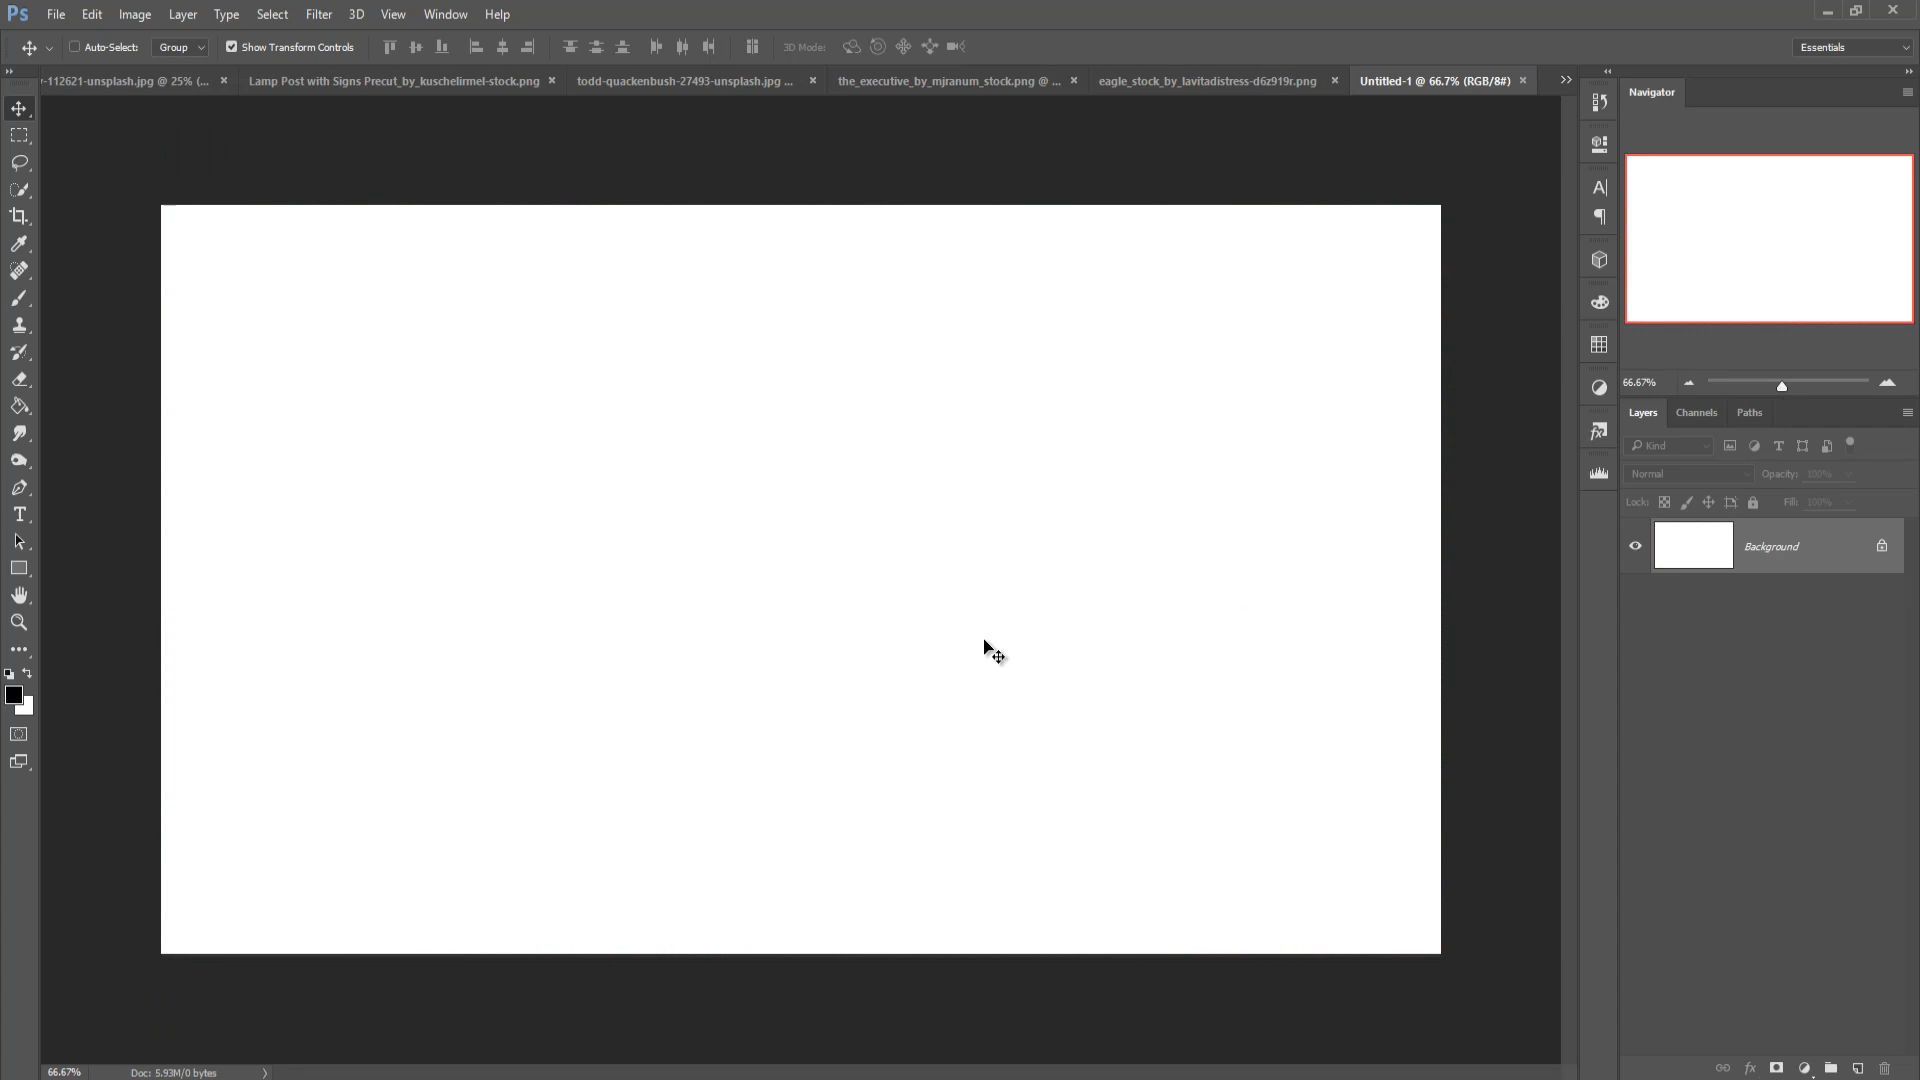 Ps File Edit Image Layer Type Select Filter 3D View Window Help
Auto-Select: Group Show Transform Controls 3D Mode: Essentials
-112621-unsplash.jpg @ 25% (... × Lamp Post with Signs Precut_by_kuschelirmel-stock.png × todd-quackenbush-27493-unsplash.jpg ... × the_executive_by_mjranum_stock.png @ ... × eagle_stock_by_lavitadistress-d6z919r.png × Untitled-1 @ 66.7% (RGB/8#) ×
Navigator
66.67%
Layers Channels Paths
Kind
Normal Opacity: 100%
Lock: Fill: 100%
Background
66.67% Doc: 5.93M/0 bytes